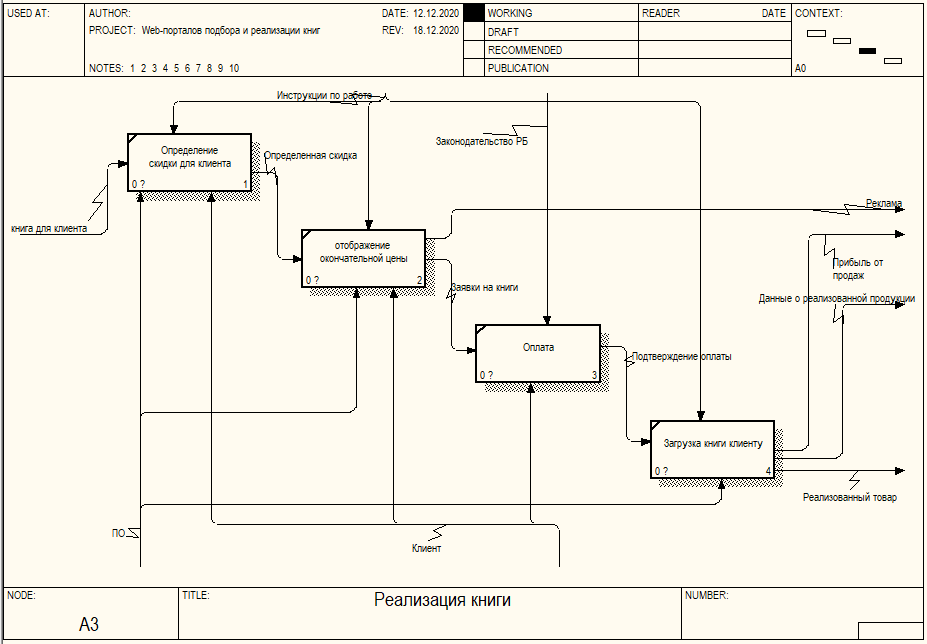 USED AT:
AUTHOR:
DATE: 12.12.2020
PROJECT: Web-порталов подбора и реализации книг
REV: 18.12.2020
NOTES: 1 2 3 4 5 6 7 8 9 10
WORKING
DRAFT
RECOMMENDED
PUBLICATION
READER
DATE
CONTEXT:
A0
Инструкции по работе
Законодательство РБ
Определение
скидки для клиента
0 ?
1
Определенная скидка
книга для клиента
Реклама
отображение
окончательной цены
0 ?
2
Прибыль от
продаж
Заявки на книги
Данные о реализованной продукции
Оплата
0 ?
3
Подтверждение оплаты
Загрузка книги клиенту
0 ?
4
Реализованный товар
ПО
Клиент
NODE:
A3
TITLE:
Реализация книги
NUMBER: